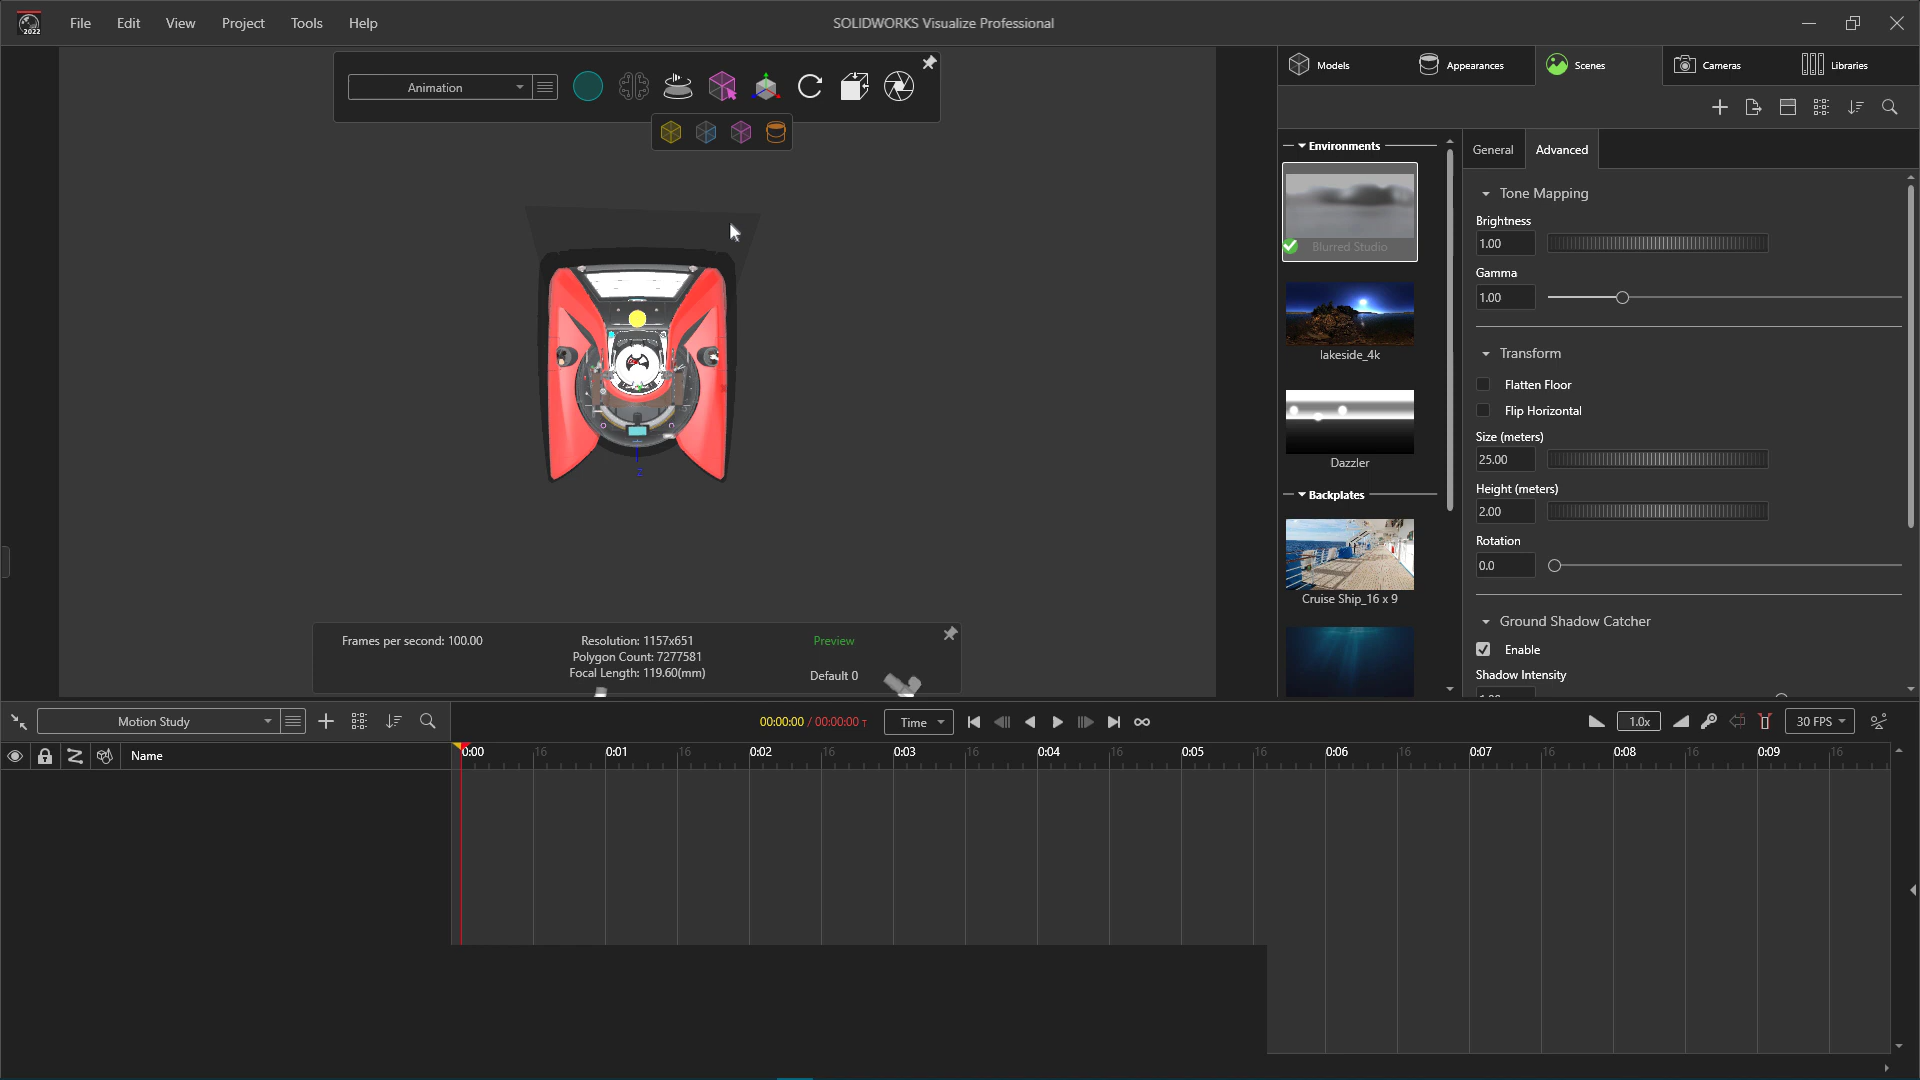 2022
File
Edit
View
Project
Tools
Help
SOLIDWORKS Visualize Professional
Animation
Models
Appearances
Scenes
Cameras
Libraries
Environments
Blurred Studio
lakeside_4k
Dazzler
Backplates
Cruise Ship_16 x 9
General
Advanced
Tone Mapping
Brightness
1.00
Gamma
1.00
Transform
Flatten Floor
Flip Horizontal
Size (meters)
25.00
Height (meters)
2.00
Rotation
0.0
Ground Shadow Catcher
Enable
Shadow Intensity
Frames per second: 100.00
Resolution: 1157x651
Polygon Count: 7277581
Focal Length: 119.60(mm)
Preview
Default 0
Motion Study
00:00:00 / 00:00:00 T
Time
1.0x
30 FPS
Name
0:00 16 0:01 16 0:02 16 0:03 16 0:04 16 0:05 16 0:06 16 0:07 16 0:08 16 0:09 16